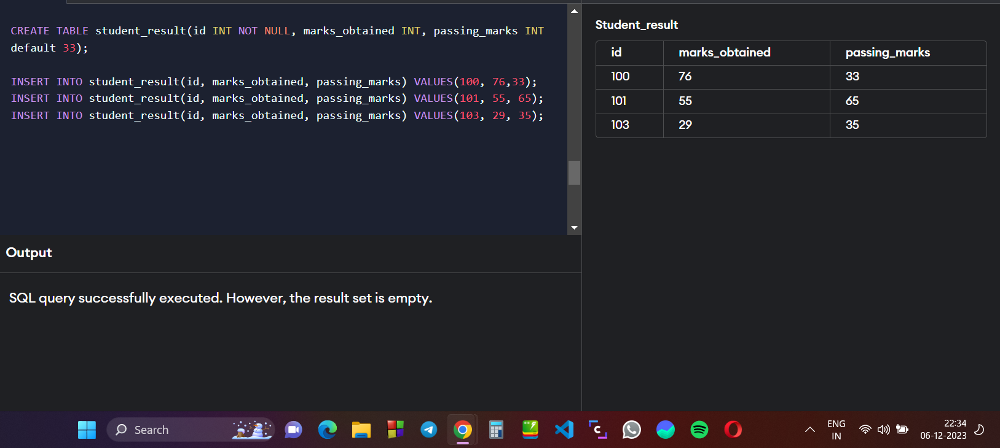 CREATE TABLE student_result(id INT NOT NULL, marks_obtained INT, passing_marks INT
default 33);
INSERT INTO student_result(id, marks_obtained, passing_marks) VALUES(100, 76,33);
INSERT INTO student_result(id, marks_obtained, passing_marks) VALUES(101, 55, 65);
INSERT INTO student_result(id, marks_obtained, passing_marks) VALUES(103, 29, 35);
Output
SQL query successfully executed. However, the result set is empty.
Student_result
id marks_obtained passing_marks
100 76 33
101 55 65
103 29 35
Search
ENG
IN
22:34
06-12-2023